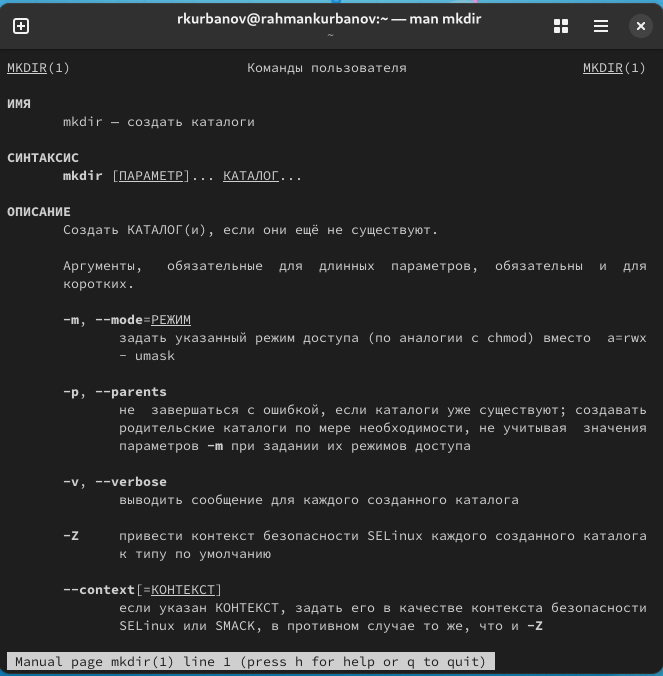 rkurbanov@rahmankurbanov:~ — man mkdir
~
MKDIR(1) Команды пользователя MKDIR(1)
ИМЯ
mkdir — создать каталоги
СИНТАКСИС
mkdir [ПАРАМЕТР]... КАТАЛОГ...
ОПИСАНИЕ
Создать КАТАЛОГ(и), если они ещё не существуют.
Аргументы, обязательные для длинных параметров, обязательны и для
коротких.
-m, --mode=РЕЖИМ
задать указанный режим доступа (по аналогии с chmod) вместо a=rwx
- umask
-p, --parents
не завершаться с ошибкой, если каталоги уже существуют; создавать
родительские каталоги по мере необходимости, не учитывая значения
параметров -m при задании их режимов доступа
-v, --verbose
выводить сообщение для каждого созданного каталога
-Z привести контекст безопасности SELinux каждого созданного каталога
к типу по умолчанию
--context[=КОНТЕКСТ]
если указан КОНТЕКСТ, задать его в качестве контекста безопасности
SELinux или SMACK, в противном случае то же, что и -Z
Manual page mkdir(1) line 1 (press h for help or q to quit)